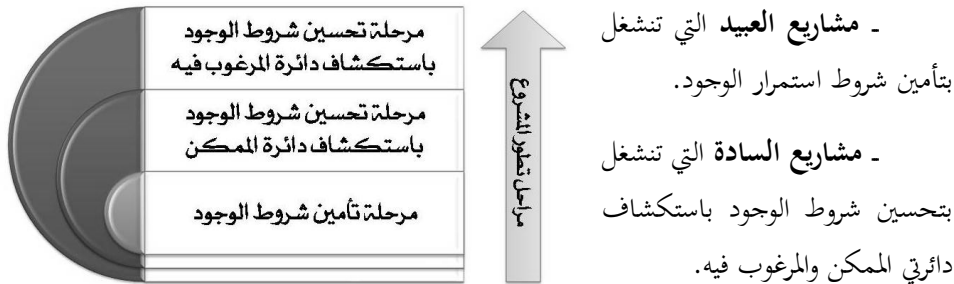 ـ مشاريع العبيد التي تنشغل
بتأمين شروط استمرار الوجود.
ـ مشاريع السادة التي تنشغل
بتحسين شروط الوجود باستكشاف
دائرتي الممكن والمرغوب فيه.
مراحل تطور المشروع
مرحلة تحسين شروط الوجود
باستكشاف دائرة المرغوب فيه
مرحلة تحسين شروط الوجود
باستكشاف دائرة الممكن
مرحلة تأمين شروط الوجود